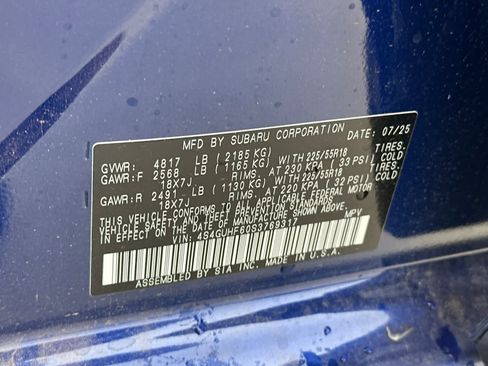 MFD BY SUBARU CORPORATION DATE: 07/25
GVWR: 4817 LB (2185 KG)
GAWR:F 2568 LB (1165 KG) WITH 225/55R18 TIRES.
18X7J RIMS. AT 230 KPA (33 PSI) COLD
GAWR:R 2491 LB (1130 KG) WITH 225/55R18 TIRES.
18X7J RIMS. AT 220 KPA (32 PSI) COLD
THIS VEHICLE CONFORMS TO ALL APPLICABLE FEDERAL MOTOR
VEHICLE SAFETY AND THEFT PREVENTION STANDARDS
IN EFFECT ON THE DATE OF MANUFACTURE SHOWN ABOVE.
VIN: 4S4GUHF60S3769317 MPV
ASSEMBLED BY SIA INC. MADE IN U.S.A.